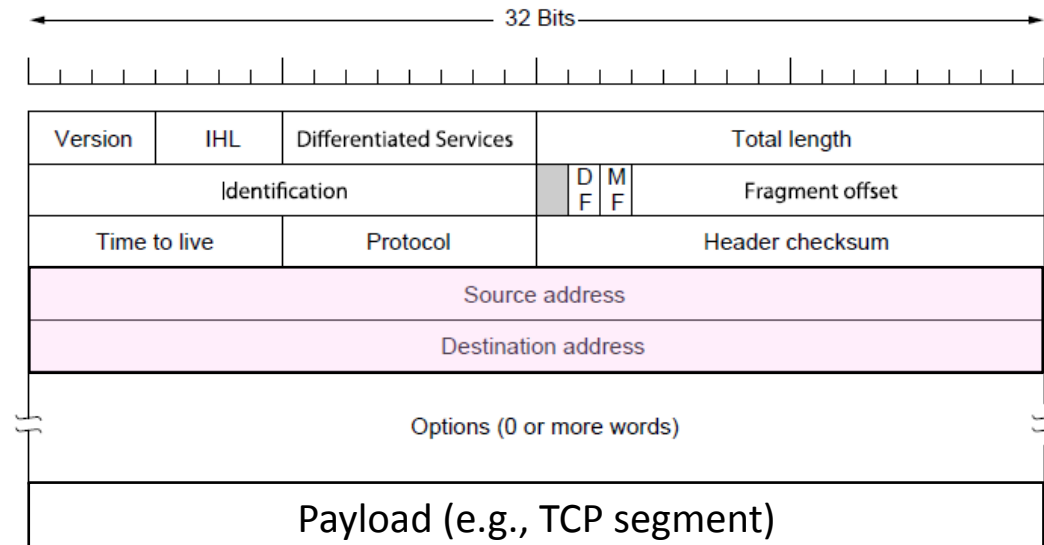 32 Bits
Version IHL Differentiated Services Total length
Identification D F M F Fragment offset
Time to live Protocol Header checksum
Source address
Destination address
Options (0 or more words)
Payload (e.g., TCP segment)